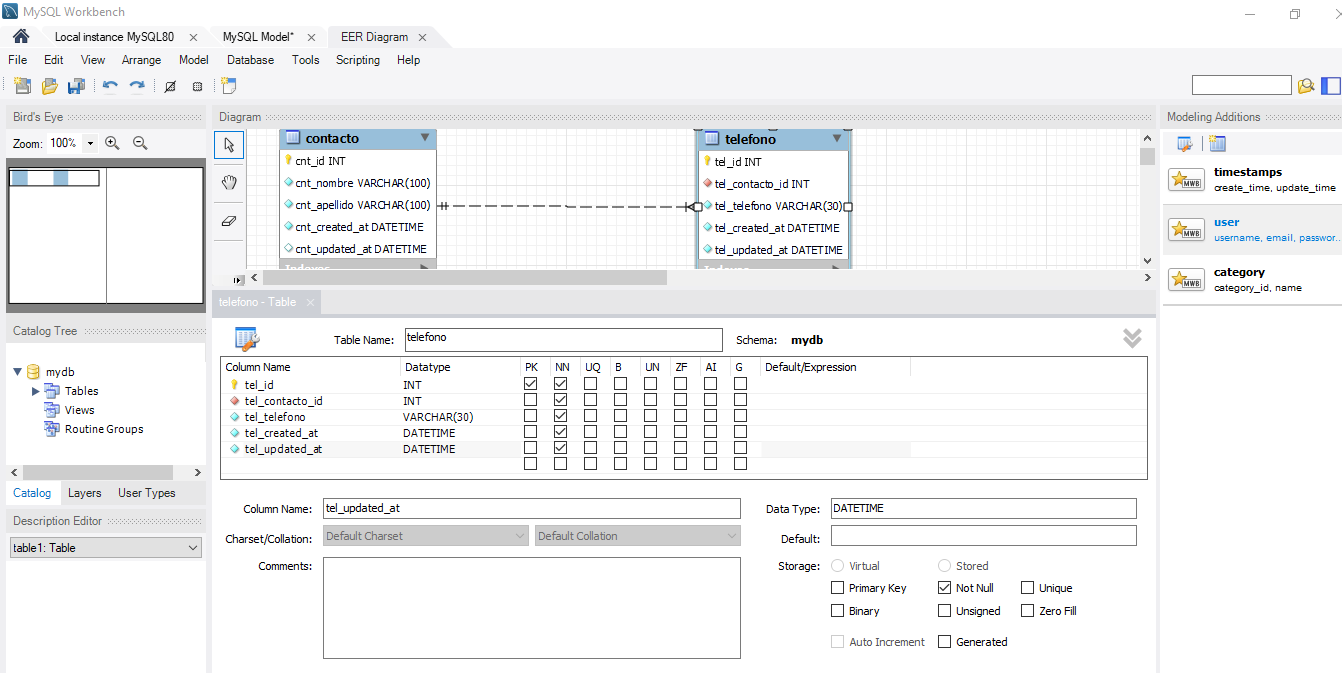 MySQL Workbench
Local instance MySQL80 MySQL Model* EER Diagram
File Edit View Arrange Model Database Tools Scripting Help
Bird's Eye
Zoom: 100%
Diagram
contacto
cnt_id INT
cnt_nombre VARCHAR(100)
cnt_apellido VARCHAR(100)
cnt_created_at DATETIME
cnt_updated_at DATETIME
Indexes
telefono
tel_id INT
tel_contacto_id INT
tel_telefono VARCHAR(30)
tel_created_at DATETIME
tel_updated_at DATETIME
Indexes
Modeling Additions
MWB
timestamps
create_time, update_time
MWB
user
username, email, passwor...
MWB
category
category_id, name
Catalog Tree
mydb
Tables
Views
Routine Groups
Catalog Layers User Types
Description Editor
table1: Table
telefono - Table
Table Name: telefono Schema: mydb
Column Name Datatype PK NN UQ B UN ZF AI G Default/Expression
tel_id INT
tel_contacto_id INT
tel_telefono VARCHAR(30)
tel_created_at DATETIME
tel_updated_at DATETIME
Column Name: tel_updated_at Data Type: DATETIME
Charset/Collation: Default Charset Default Collation Default:
Comments: Storage: Virtual Stored
Primary Key Not Null Unique
Binary Unsigned Zero Fill
Auto Increment Generated